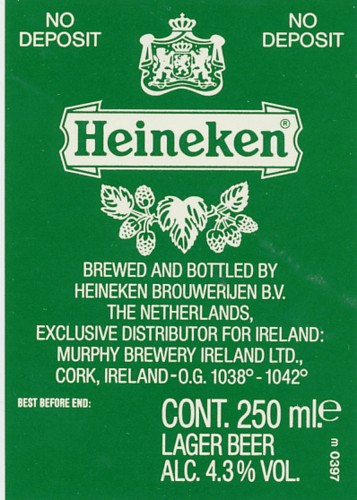 NO DEPOSIT
NO DEPOSIT
Heineken®
BREWED AND BOTTLED BY
HEINEKEN BROUWERIJEN B.V.
THE NETHERLANDS,
EXCLUSIVE DISTRIBUTOR FOR IRELAND:
MURPHY BREWERY IRELAND LTD.,
CORK, IRELAND-O.G. 1038° - 1042°
BEST BEFORE END:
CONT. 250 ml.e
LAGER BEER
ALC. 4.3% VOL.
m 0397